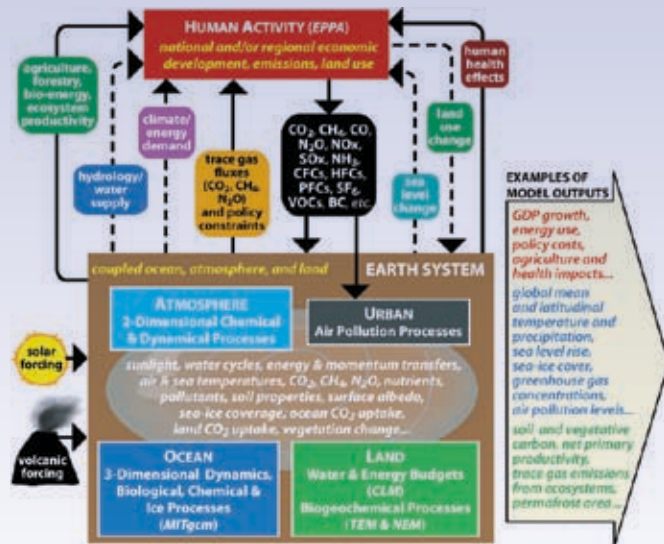 HUMAN ACTIVITY (EPPA)
national and/or regional economic
development, emissions, land use
agriculture,
forestry,
bio-energy,
ecosystem
productivity
hydrology/
water
supply
climate/
energy
demand
trace gas
fluxes
(CO2, CH4,
N2O)
and policy
constraints
CO2, CH4, CO,
N2O, NOx,
SOx, NH3,
CFCs, HFCs,
PFCs, SF6,
VOCs, BC, etc.
sea
level
change
land
use
change
human
health
effects
coupled ocean, atmosphere, and land
EARTH SYSTEM
ATMOSPHERE
2-Dimensional Chemical
& Dynamical Processes
URBAN
Air Pollution Processes
sunlight, water cycles, energy & momentum transfers,
air & sea temperatures, CO2, CH4, N2O, nutrients,
pollutants, soil properties, surface albedo,
sea-ice coverage, ocean CO2 uptake,
land CO2 uptake, vegetation change...
OCEAN
3-Dimensional Dynamics,
Biological, Chemical &
Ice Processes
(MITgcm)
LAND
Water & Energy Budgets
(CLM)
Biogeochemical Processes
(TEM & NEM)
solar
forcing
volcanic
forcing
EXAMPLES OF
MODEL OUTPUTS
GDP growth,
energy use,
policy costs,
agriculture and
health impacts...
global mean
and latitudinal
temperature and
precipitation,
sea level rise,
sea-ice cover,
greenhouse gas
concentrations,
air pollution levels...
soil and vegetative
carbon, net primary
productivity,
trace gas emissions
from ecosystems,
permafrost area...